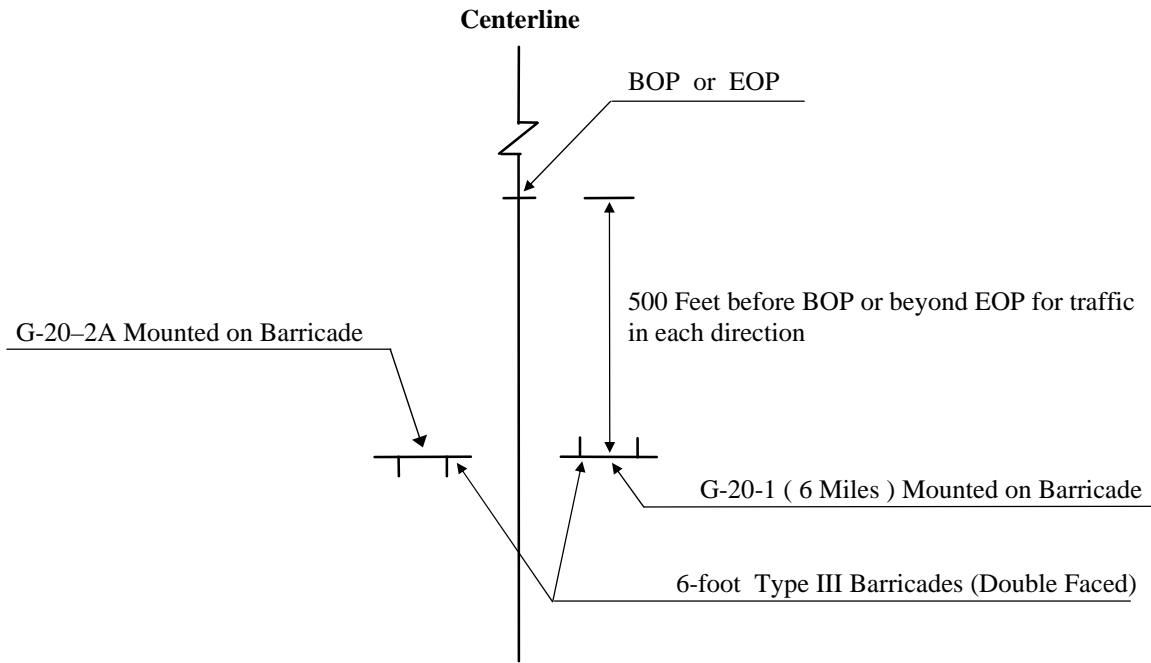 Centerline
BOP or EOP
500 Feet before BOP or beyond EOP for traffic
in each direction
G-20–2A Mounted on Barricade
G-20-1 ( 6 Miles ) Mounted on Barricade
6-foot Type III Barricades (Double Faced)